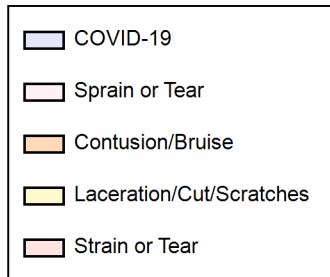 COVID-19
Sprain or Tear
Contusion/Bruise
Laceration/Cut/Scratches
Strain or Tear